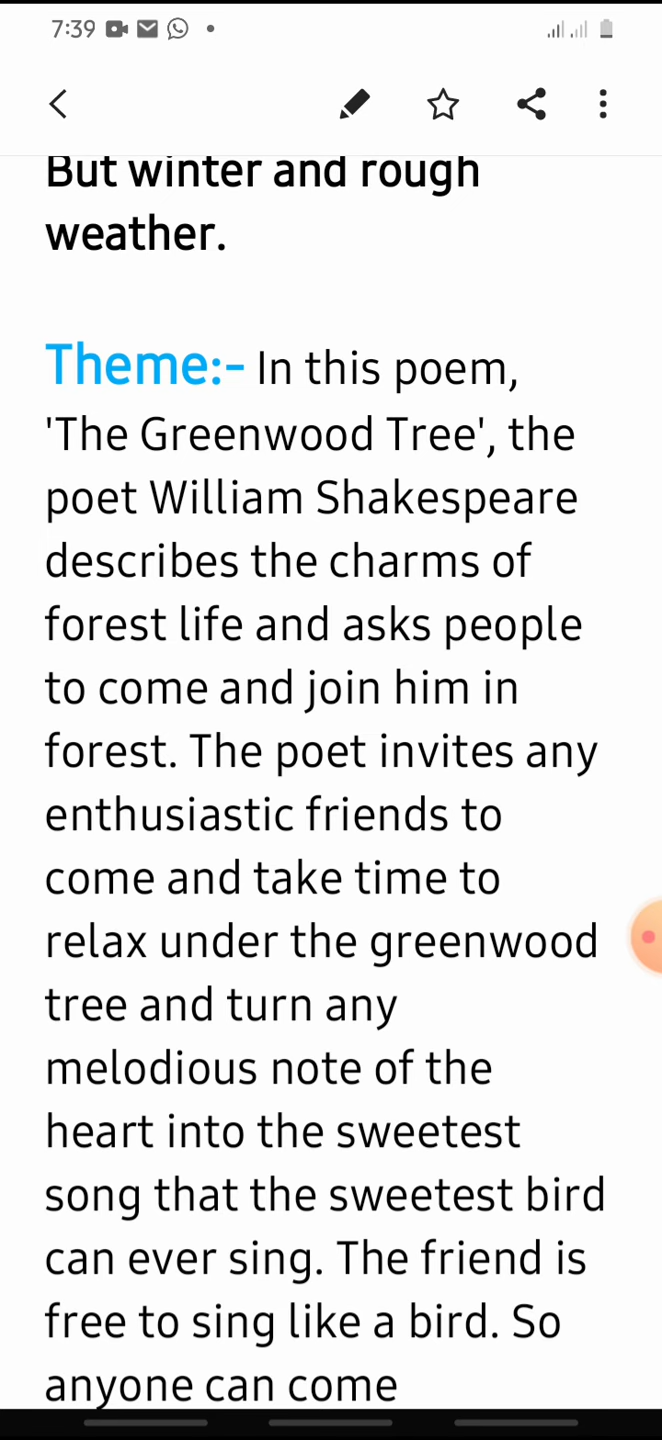 7:39
But winter and rough
weather.
Theme:- In this poem,
'The Greenwood Tree', the
poet William Shakespeare
describes the charms of
forest life and asks people
to come and join him in
forest. The poet invites any
enthusiastic friends to
come and take time to
relax under the greenwood
tree and turn any
melodious note of the
heart into the sweetest
song that the sweetest bird
can ever sing. The friend is
free to sing like a bird. So
anyone can come